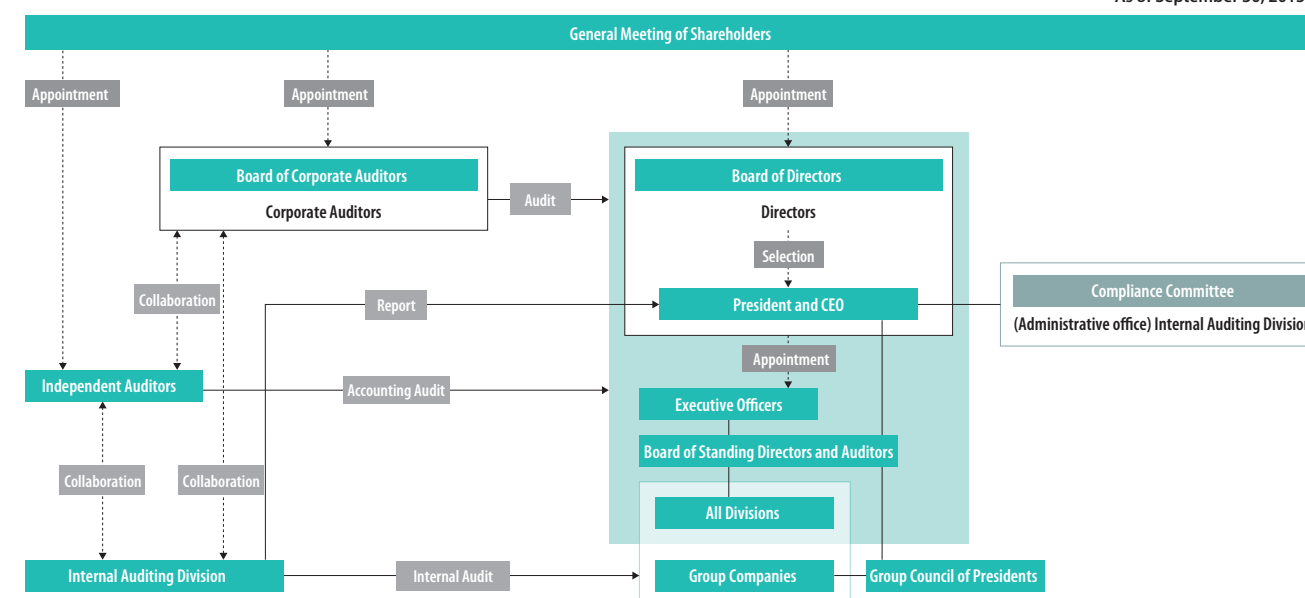 General Meeting of Shareholders
Appointment
Appointment
Appointment
Board of Corporate Auditors
Corporate Auditors
Audit
Board of Directors
Directors
Selection
Collaboration
Report
President and CEO
Compliance Committee
(Administrative office) Internal Auditing
Appointment
Independent Auditors
Accounting Audit
Executive Officers
Board of Standing Directors and Auditors
Collaboration
Collaboration
All Divisions
Internal Auditing Division
Internal Audit
Group Companies
Group Council of Presidents